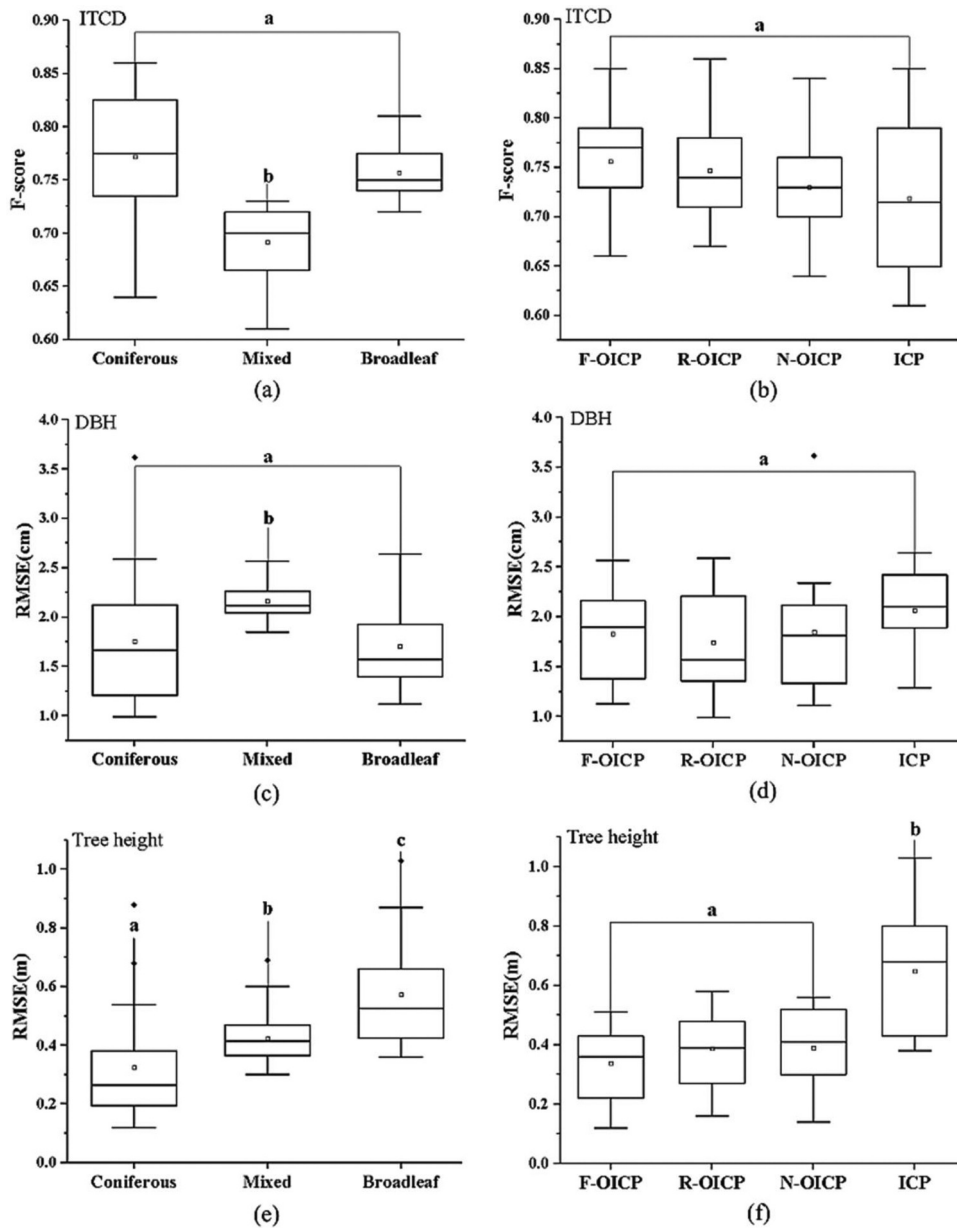 ITCD
a
b
F-score
0.90
0.85
0.80
0.75
0.70
0.65
0.60
Coniferous Mixed Broadleaf
(a)
ITCD
a
F-score
0.90
0.85
0.80
0.75
0.70
0.65
0.60
F-OICP R-OICP N-OICP ICP
(b)
DBH
a
b
RMSE(cm)
4.0
3.5
3.0
2.5
2.0
1.5
1.0
Coniferous Mixed Broadleaf
(c)
DBH
a
RMSE(cm)
4.0
3.5
3.0
2.5
2.0
1.5
1.0
F-OICP R-OICP N-OICP ICP
(d)
Tree height
a
b
c
RMSE(m)
1.0
0.8
0.6
0.4
0.2
0.0
Coniferous Mixed Broadleaf
(e)
Tree height
a
b
RMSE(m)
1.0
0.8
0.6
0.4
0.2
0.0
F-OICP R-OICP N-OICP ICP
(f)